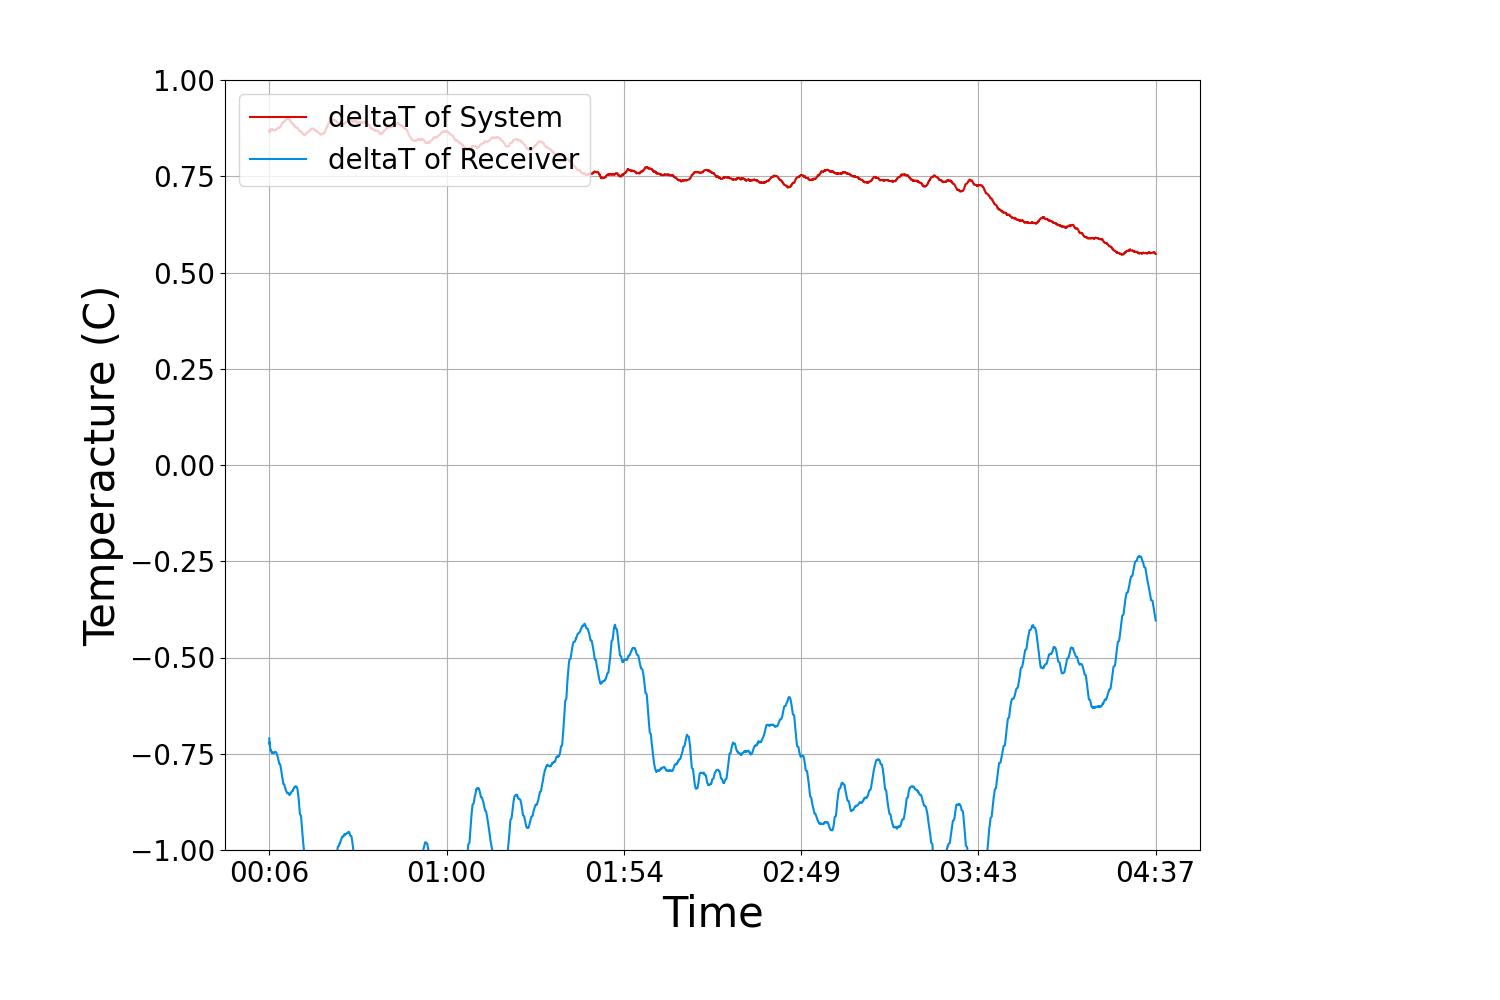 1.00
0.75
0.50
0.25
0.00
−0.25
−0.50
−0.75
−1.00
Temperacture (C)
deltaT of System
deltaT of Receiver
00:06 01:00 01:54 02:49 03:43 04:37
Time